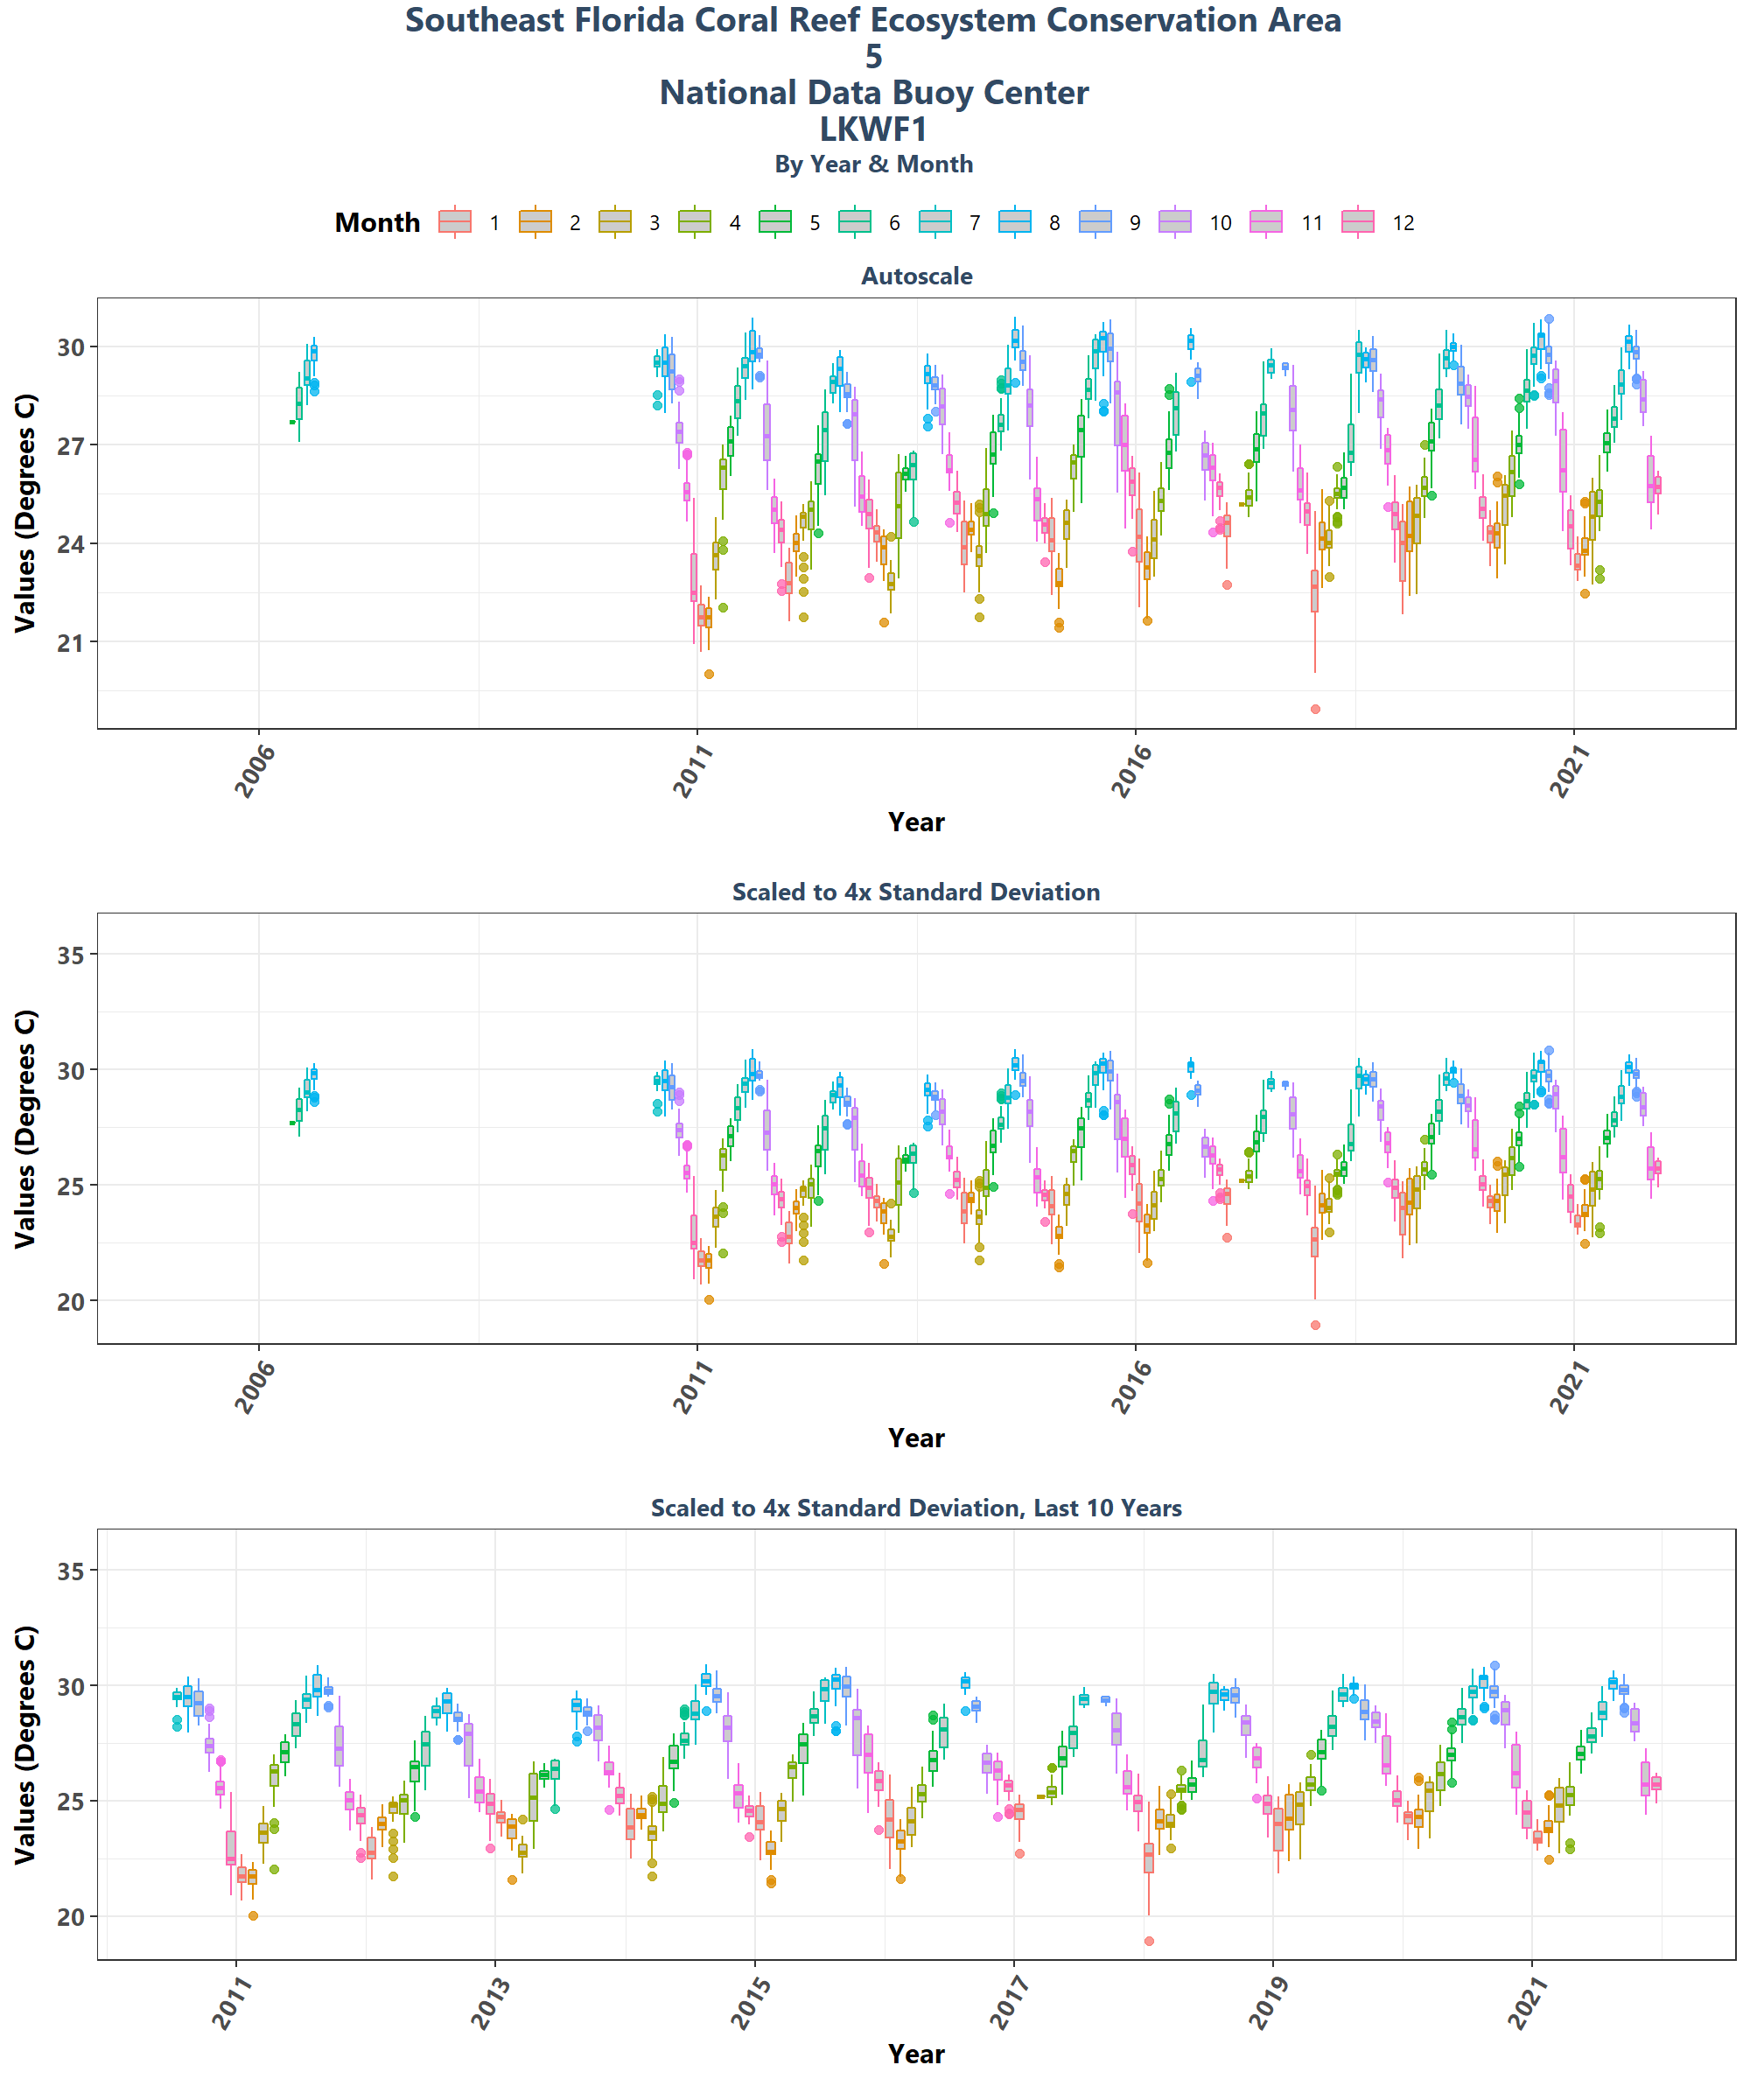 Southeast Florida Coral Reef Ecosystem Conservation Area
5
National Data Buoy Center
LKWF1
By Year & Month
Month 1 2 3 4 5 6 7 8 9 10 11 12
Autoscale
Values (Degrees C)
30
27
24
21
2006 2011 2016 2021
Year
Scaled to 4x Standard Deviation
Values (Degrees C)
35
30
25
20
2006 2011 2016 2021
Year
Scaled to 4x Standard Deviation, Last 10 Years
Values (Degrees C)
35
30
25
20
2011 2013 2015 2017 2019 2021
Year